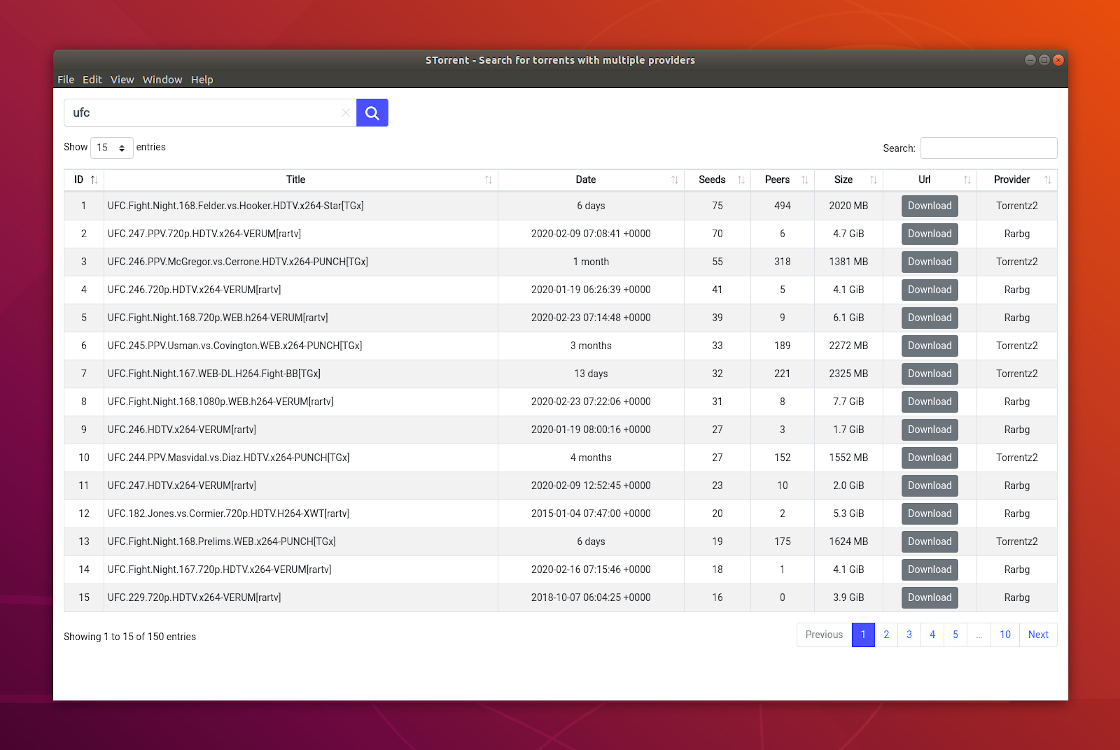 STorrent - Search for torrents with multiple providers
File Edit View Window Help
ufc
Show 15 entries Search:
ID Title Date Seeds Peers Size Url Provider
1 UFC.Fight.Night.168.Felder.vs.Hooker.HDTV.x264-Star[TGx] 6 days 75 494 2020 MB Download Torrentz2
2 UFC.247.PPV.720p.HDTV.x264-VERUM[rartv] 2020-02-09 07:08:41 +0000 70 6 4.7 GiB Download Rarbg
3 UFC.246.PPV.McGregor.vs.Cerrone.HDTV.x264-PUNCH[TGx] 1 month 55 318 1381 MB Download Torrentz2
4 UFC.246.720p.HDTV.x264-VERUM[rartv] 2020-01-19 06:26:39 +0000 41 5 4.1 GiB Download Rarbg
5 UFC.Fight.Night.168.720p.WEB.h264-VERUM[rartv] 2020-02-23 07:14:48 +0000 39 9 6.1 GiB Download Rarbg
6 UFC.245.PPV.Usman.vs.Covington.WEB.x264-PUNCH[TGx] 3 months 33 189 2272 MB Download Torrentz2
7 UFC.Fight.Night.167.WEB-DL.H264.Fight-BB[TGx] 13 days 32 221 2325 MB Download Torrentz2
8 UFC.Fight.Night.168.1080p.WEB.h264-VERUM[rartv] 2020-02-23 07:22:06 +0000 31 8 7.7 GiB Download Rarbg
9 UFC.246.HDTV.x264-VERUM[rartv] 2020-01-19 08:00:16 +0000 27 3 1.7 GiB Download Rarbg
10 UFC.244.PPV.Masvidal.vs.Diaz.HDTV.x264-PUNCH[TGx] 4 months 27 152 1552 MB Download Torrentz2
11 UFC.247.HDTV.x264-VERUM[rartv] 2020-02-09 12:52:45 +0000 23 10 2.0 GiB Download Rarbg
12 UFC.182.Jones.vs.Cormier.720p.HDTV.H264-XWT[rartv] 2015-01-04 07:47:00 +0000 20 2 5.3 GiB Download Rarbg
13 UFC.Fight.Night.168.Prelims.WEB.x264-PUNCH[TGx] 6 days 19 175 1624 MB Download Torrentz2
14 UFC.Fight.Night.167.720p.HDTV.x264-VERUM[rartv] 2020-02-16 07:15:46 +0000 18 1 4.1 GiB Download Rarbg
15 UFC.229.720p.HDTV.x264-VERUM[rartv] 2018-10-07 06:04:25 +0000 16 0 3.9 GiB Download Rarbg
Showing 1 to 15 of 150 entries Previous 1 2 3 4 5 … 10 Next